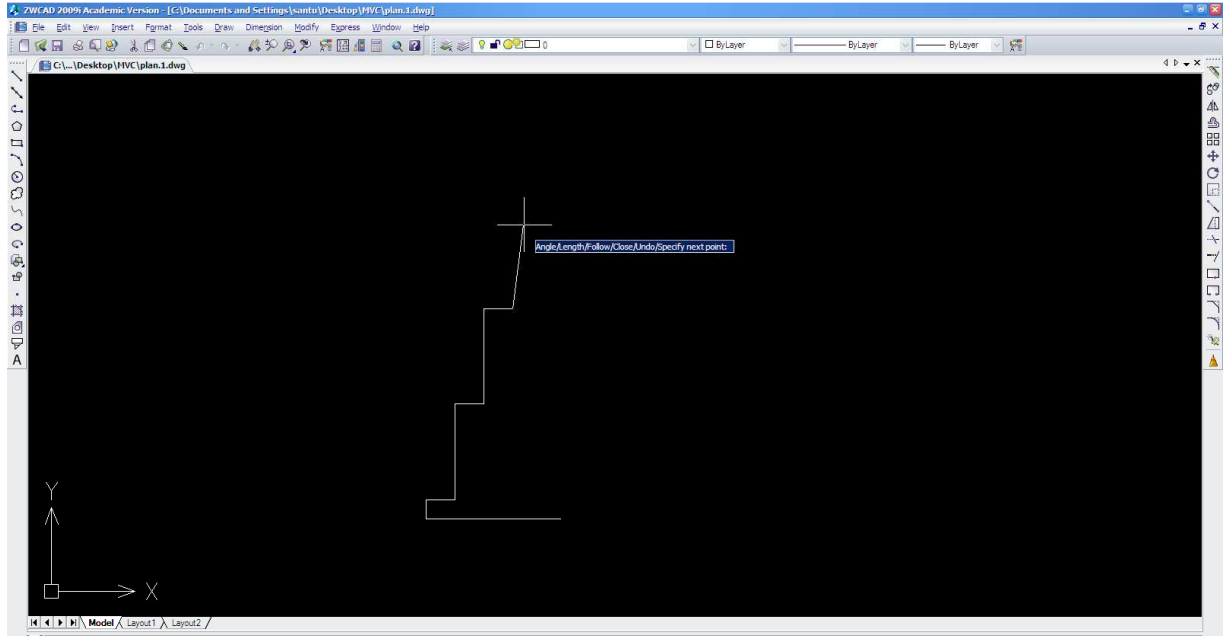 ZWCAD 2009i Academic Version - [C:\Documents and Settings\santu\Desktop\MVC\plan.1.dwg]
File Edit View Insert Format Tools Draw Dimension Modify Express Window Help
0 ByLayer ByLayer ByLayer
C:\...\Desktop\MVC\plan.1.dwg
Angle/Length/Follow/Close/Undo/Specify next point:
Y
X
Model Layout1 Layout2